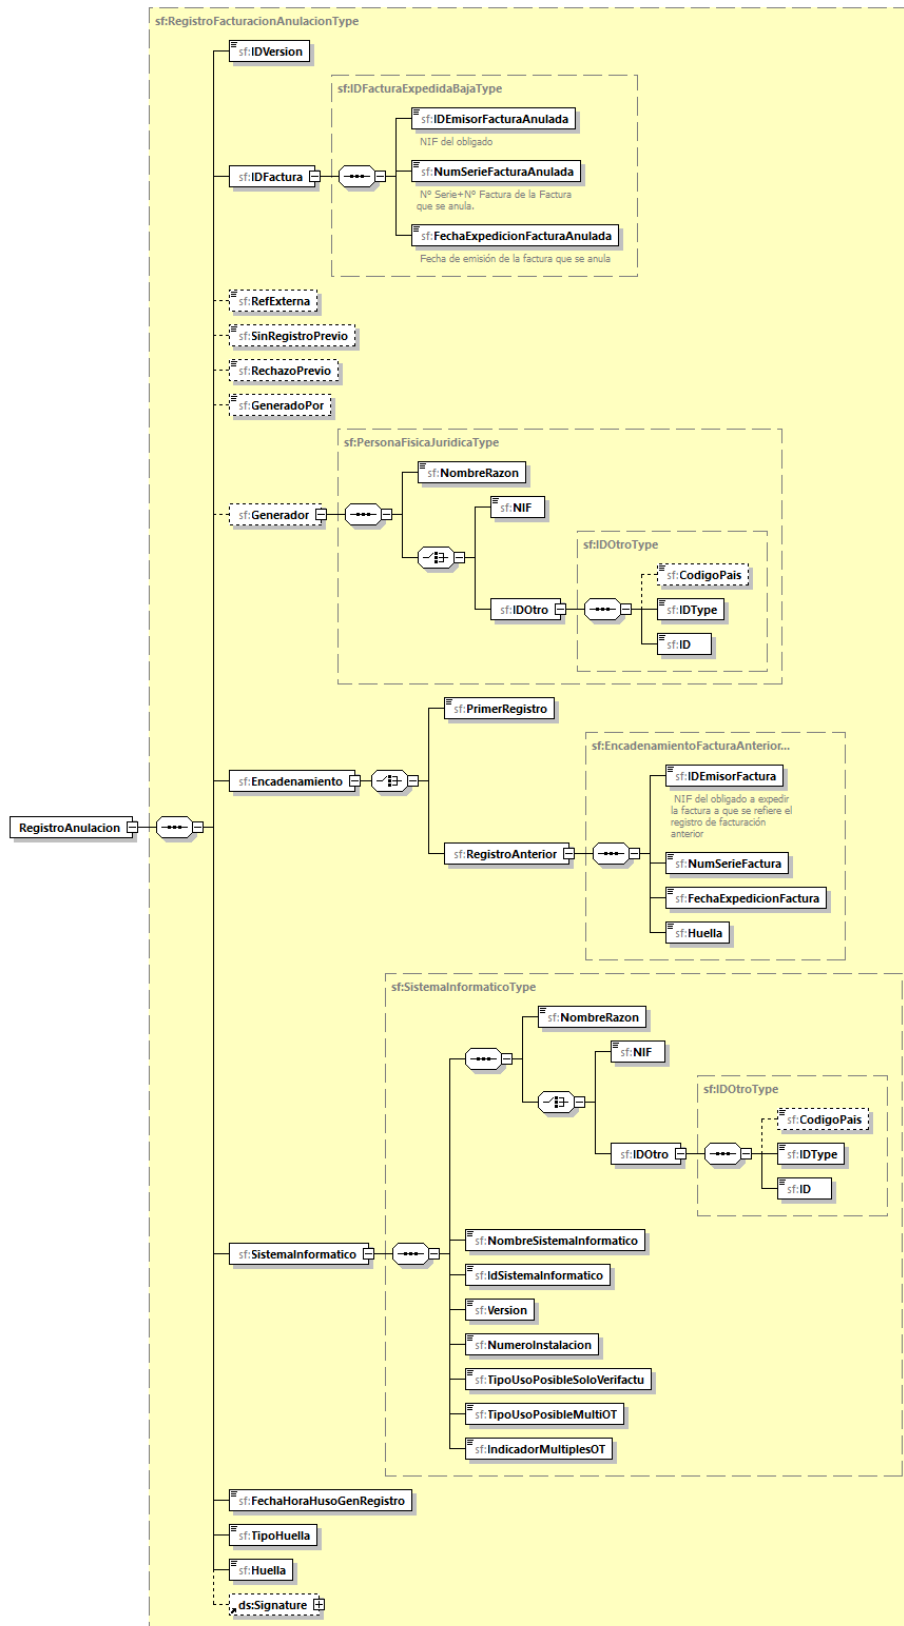 sf:RegistroFacturacionAnulacionType
sf:IDVersion
sf:IDFacturaExpedidaBajaType
sf:IDEmisorFacturaAnulada
NIF del obligado
sf:IDFactura
sf:NumSerieFacturaAnulada
Nº Serie+Nº Factura de la Factura
que se anula.
sf:FechaExpedicionFacturaAnulada
Fecha de emisión de la factura que se anula
sf:RefExterna
sf:SinRegistroPrevio
sf:RechazoPrevio
sf:GeneradoPor
sf:PersonaFisicaJuridicaType
sf:NombreRazon
sf:Generador
sf:NIF
sf:IDOtroType
sf:CodigoPais
sf:IDOtro
sf:IDType
sf:ID
sf:PrimerRegistro
sf:EncadenamientoFacturaAnterior...
sf:Encadenamiento
sf:IDEmisorFactura
NIF del obligado a expedir
la factura a que se refiere el
registro de facturación
anterior
RegistroAnulacion
sf:RegistroAnterior
sf:NumSerieFactura
sf:FechaExpedicionFactura
sf:Huella
sf:SistemaInformaticoType
sf:NombreRazon
sf:NIF
sf:IDOtroType
sf:CodigoPais
sf:IDOtro
sf:IDType
sf:ID
sf:SistemaInformatico
sf:NombreSistemaInformatico
sf:IdSistemaInformatico
sf:Version
sf:NumeroInstalacion
sf:TipoUsoPosibleSoloVerifactu
sf:TipoUsoPosibleMultiOT
sf:IndicadorMultiplesOT
sf:FechaHoraHusoGenRegistro
sf:TipoHuella
sf:Huella
ds:Signature